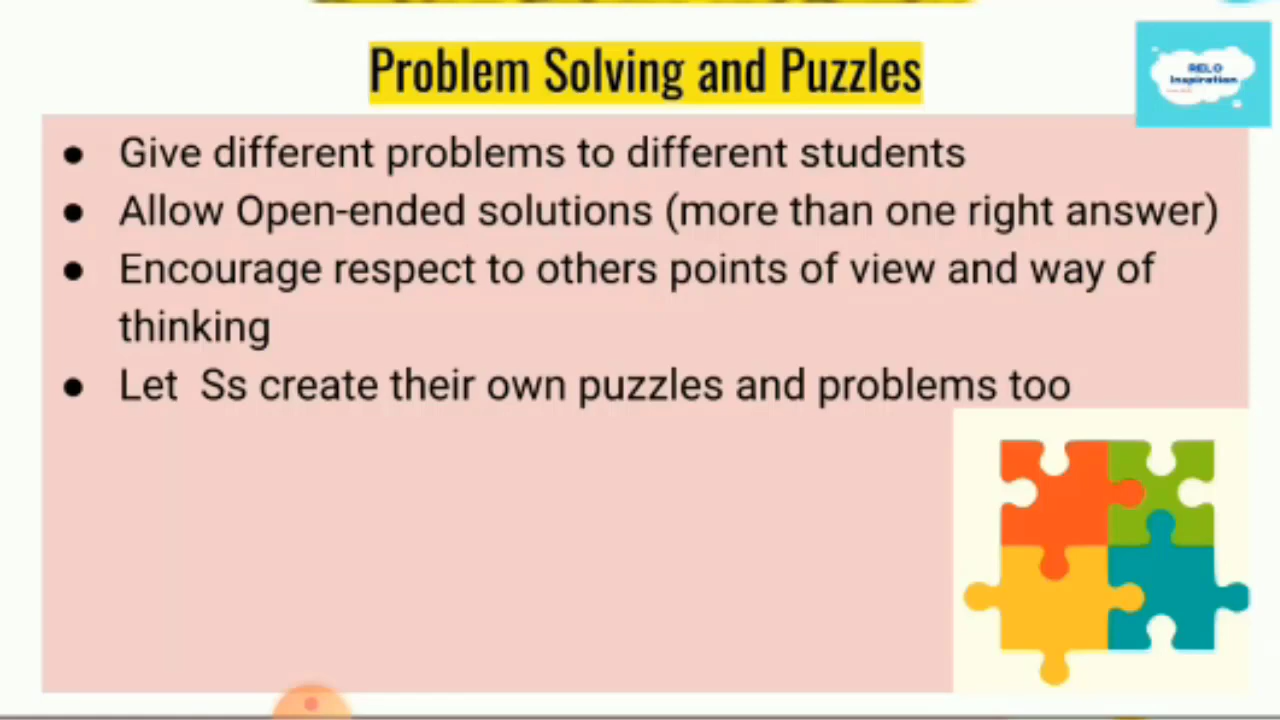 Problem Solving and Puzzles
RELO
Inspiration
● Give different problems to different students
● Allow Open-ended solutions (more than one right answer)
● Encourage respect to others points of view and way of
thinking
● Let Ss create their own puzzles and problems too